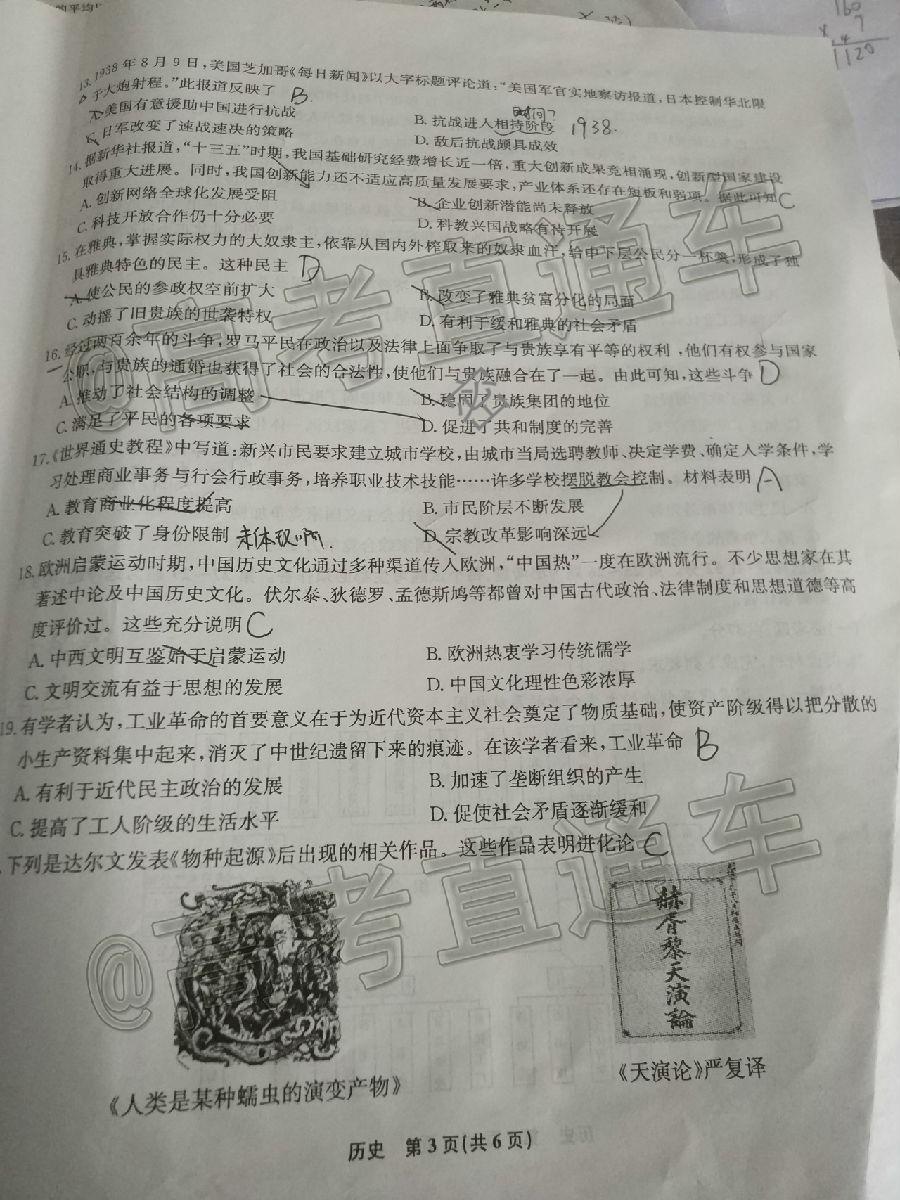 160
7
1120
13. 1938 年 8 月 9 日，美国芝加哥《每日新闻》以大字标题评论道：“美国军官实地察访报道，日本控制华北限
于大炮射程。”此报道反映了 B
A. 美国有意援助中国进行抗战 B. 抗战进入相持阶段 时间? 1938.
C. 日军改变了速战速决的策略 D. 敌后抗战颇具成效
14. 据新华社报道，“十三五”时期，我国基础研究经费增长近一倍，重大创新成果竞相涌现，创新型国家建设
取得重大进展。同时，我国创新能力还不适应高质量发展要求，产业体系还存在短板和弱项。据此可知 C
A. 创新网络全球化发展受阻 B. 企业创新潜能尚未释放
C. 科技开放合作仍十分必要 D. 科教兴国战略有待开展
15. 在雅典，掌握实际权力的大奴隶主，依靠从国内外榨取来的奴隶血汗，给中下层公民分一杯羹，形成了独
具雅典特色的民主。这种民主 D
A. 使公民的参政权空前扩大 B. 改变了雅典贫富分化的局面
C. 动摇了旧贵族的世袭特权 D. 有利于缓和雅典的社会矛盾
16. 经过两百余年的斗争，罗马平民在政治以及法律上面争取了与贵族享有平等的权利，他们有权参与国家
公职，与贵族的通婚也获得了社会的合法性，使他们与贵族融合在了一起。由此可知，这些斗争 D
A. 推动了社会结构的调整 B. 稳固了贵族集团的地位
C. 满足了平民的各项要求 D. 促进了共和制度的完善
17. 《世界通史教程》中写道：新兴市民要求建立城市学校，由城市当局选聘教师、决定学费、确定入学条件，学
习处理商业事务与行会行政事务，培养职业技术技能……许多学校摆脱教会控制。材料表明 A
A. 教育商业化程度提高 B. 市民阶层不断发展
C. 教育突破了身份限制 未体现啊. D. 宗教改革影响深远
18. 欧洲启蒙运动时期，中国历史文化通过多种渠道传入欧洲，“中国热”一度在欧洲流行。不少思想家在其
著述中论及中国历史文化。伏尔泰、狄德罗、孟德斯鸠等都曾对中国古代政治、法律制度和思想道德等高
度评价过。这些充分说明 C
A. 中西文明互鉴始于启蒙运动 B. 欧洲热衷学习传统儒学
C. 文明交流有益于思想的发展 D. 中国文化理性色彩浓厚
19. 有学者认为，工业革命的首要意义在于为近代资本主义社会奠定了物质基础，使资产阶级得以把分散的
小生产资料集中起来，消灭了中世纪遗留下来的痕迹。在该学者看来，工业革命 B
A. 有利于近代民主政治的发展 B. 加速了垄断组织的产生
C. 提高了工人阶级的生活水平 D. 促使社会矛盾逐渐缓和
下列是达尔文发表《物种起源》后出现的相关作品。这些作品表明进化论 C
赫胥黎天演论
《人类是某种蠕虫的演变产物》 《天演论》严复译
历史 第 3 页(共 6 页)
@高考直通车
@高考直通车